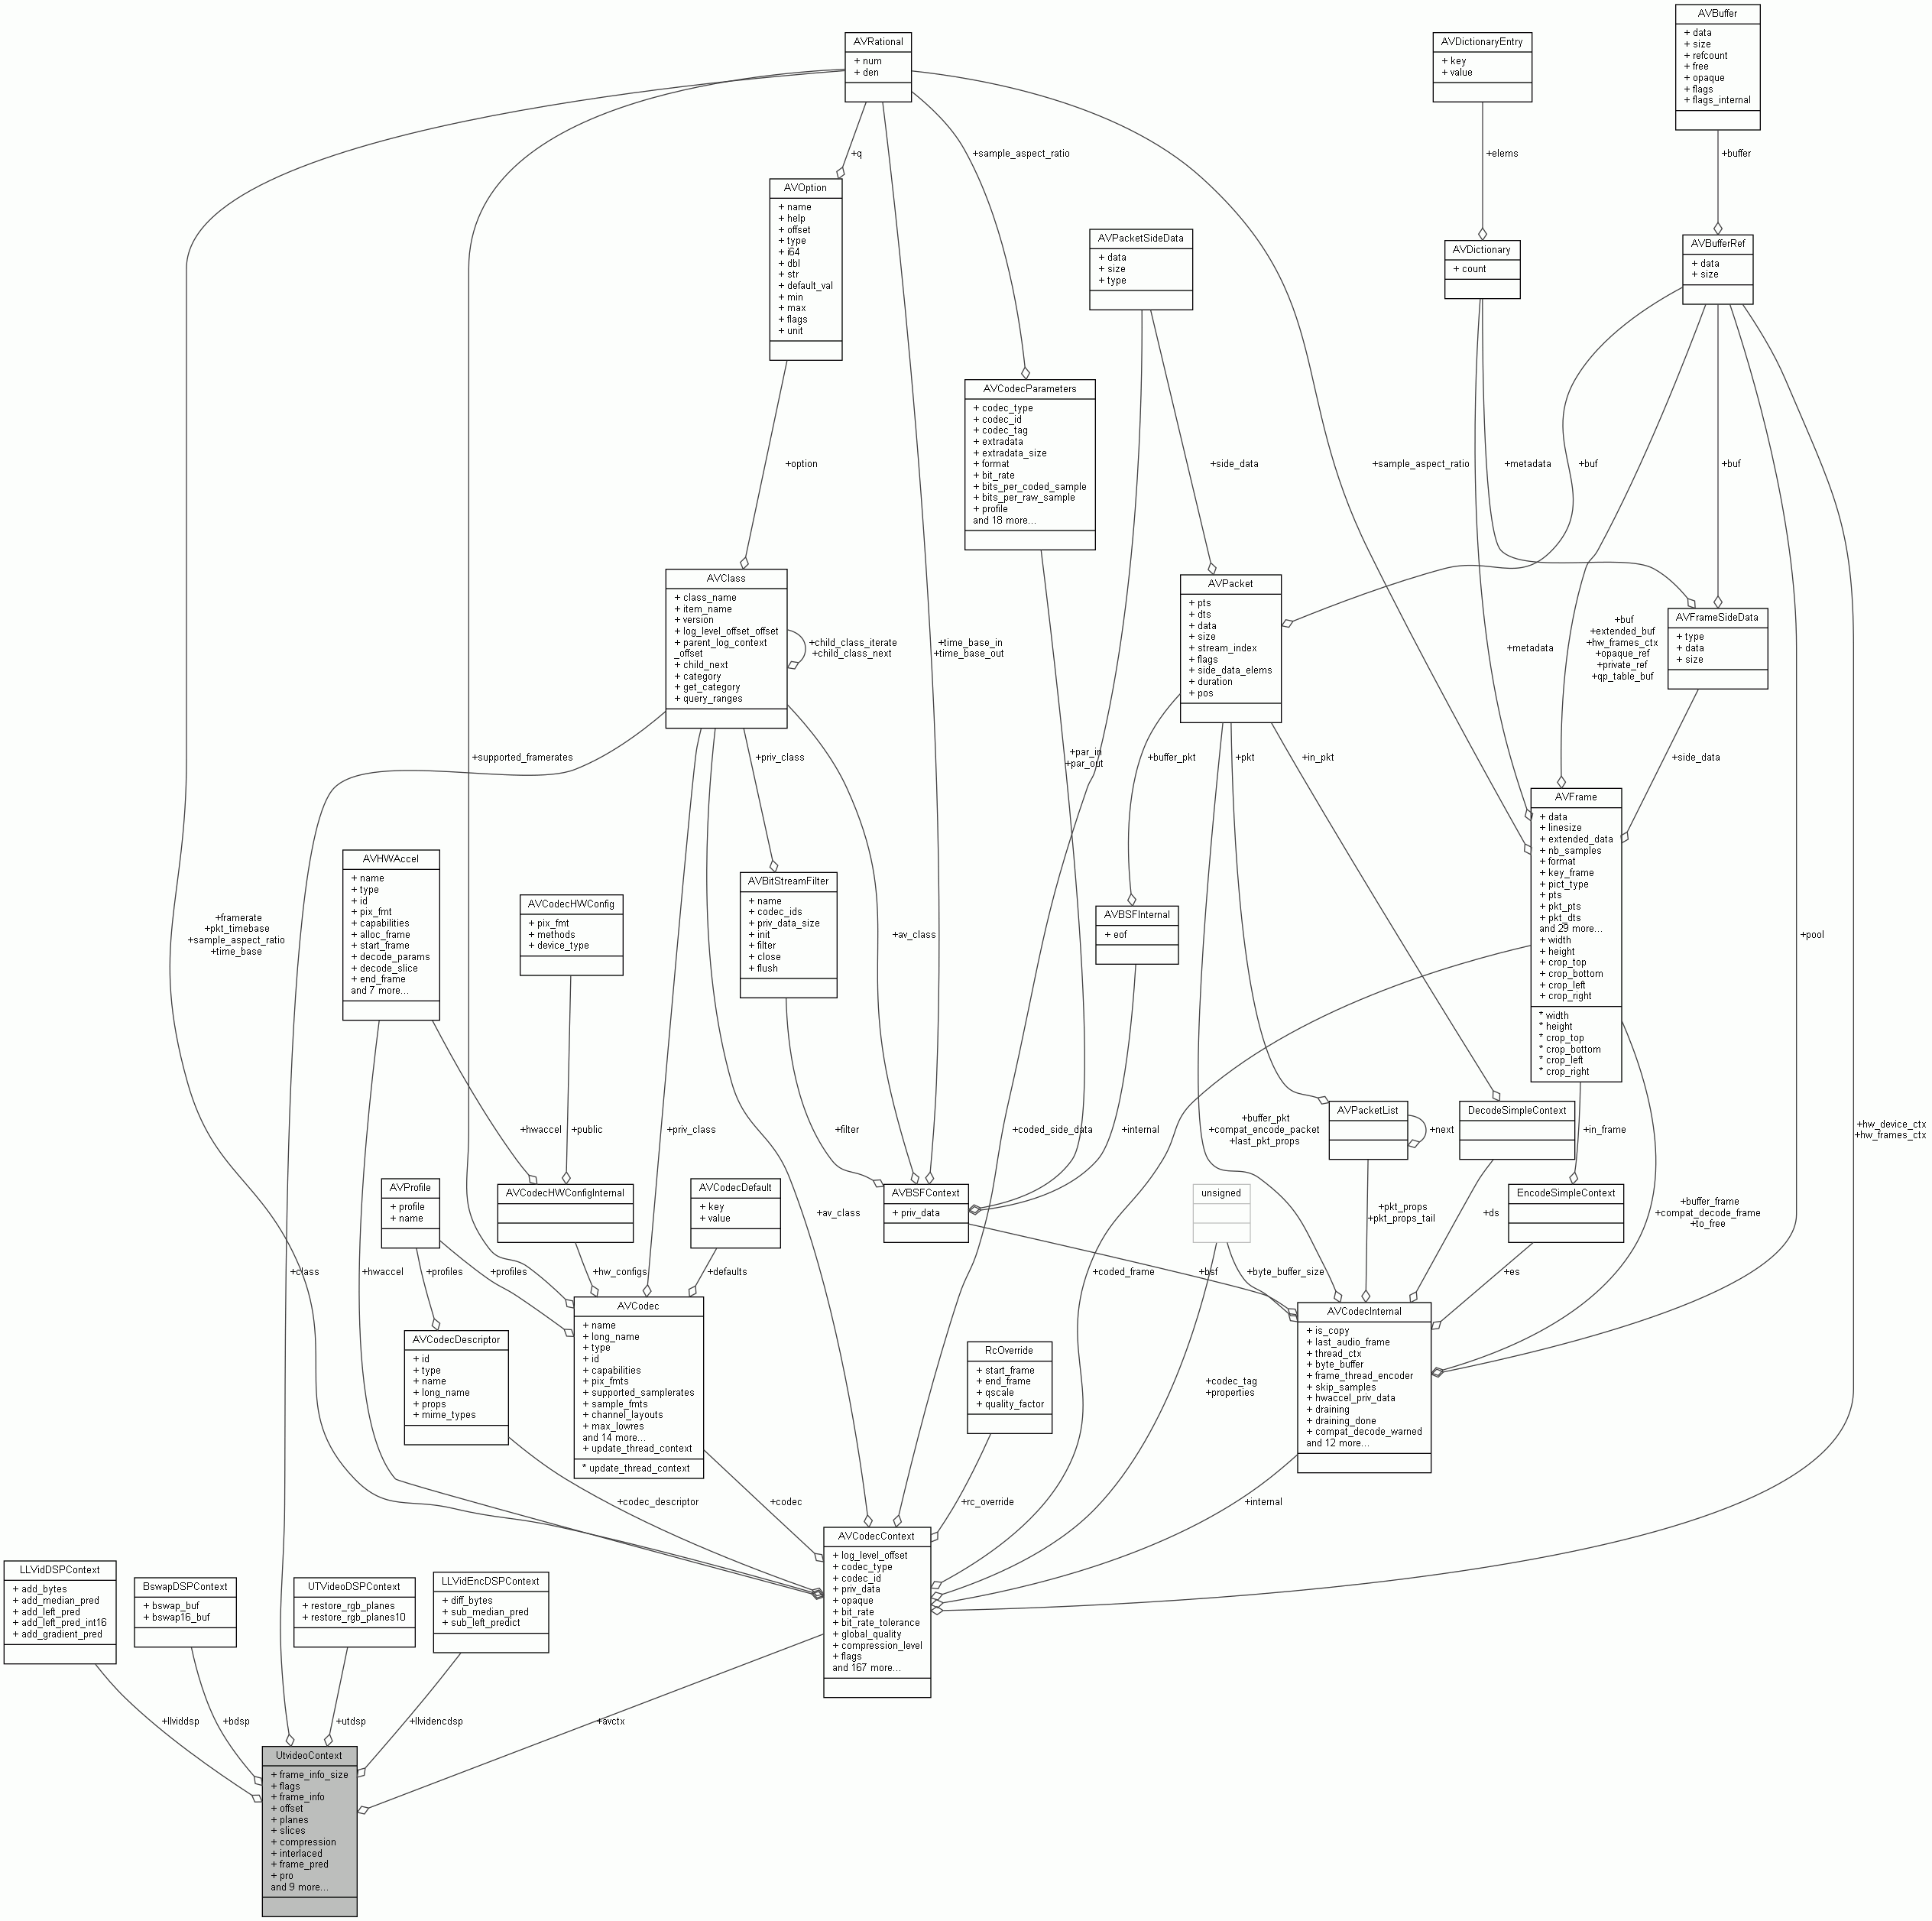 AVBuffer
+ data
+ size
+ refcount
+ free
+ opaque
+ flags
+ flags_internal
AVRational
+ num
+ den
AVDictionaryEntry
+ key
+ value
+q
+sample_aspect_ratio
+elems
+buffer
AVOption
+ name
+ help
+ offset
+ type
+ i64
+ dbl
+ str
+ default_val
+ min
+ max
+ flags
+ unit
AVPacketSideData
+ data
+ size
+ type
AVDictionary
+ count
AVBufferRef
+ data
+ size
AVCodecParameters
+ codec_type
+ codec_id
+ codec_tag
+ extradata
+ extradata_size
+ format
+ bit_rate
+ bits_per_coded_sample
+ bits_per_raw_sample
+ profile
and 18 more...
+option
+side_data
+sample_aspect_ratio
+metadata
+buf
+buf
AVClass
+ class_name
+ item_name
+ version
+ log_level_offset_offset
+ parent_log_context
_offset
+ child_next
+ category
+ get_category
+ query_ranges
+child_class_iterate
+child_class_next
+time_base_in
+time_base_out
AVPacket
+ pts
+ dts
+ data
+ size
+ stream_index
+ flags
+ side_data_elems
+ duration
+ pos
+metadata
+buf
+extended_buf
+hw_frames_ctx
+opaque_ref
+private_ref
+qp_table_buf
AVFrameSideData
+ type
+ data
+ size
+supported_framerates
+priv_class
+par_in
+par_out
+buffer_pkt
+pkt
+in_pkt
+side_data
AVFrame
+ data
+ linesize
+ extended_data
+ nb_samples
+ format
+ key_frame
+ pict_type
+ pts
+ pkt_pts
+ pkt_dts
and 29 more...
+ width
+ height
+ crop_top
+ crop_bottom
+ crop_left
+ crop_right
* width
* height
* crop_top
* crop_bottom
* crop_left
* crop_right
+framerate
+pkt_timebase
+sample_aspect_ratio
+time_base
AVHWAccel
+ name
+ type
+ id
+ pix_fmt
+ capabilities
+ alloc_frame
+ start_frame
+ decode_params
+ decode_slice
+ end_frame
and 7 more...
AVCodecHWConfig
+ pix_fmt
+ methods
+ device_type
AVBitStreamFilter
+ name
+ codec_ids
+ priv_data_size
+ init
+ filter
+ close
+ flush
+av_class
AVBSFInternal
+ eof
+pool
+hwaccel
+public
+priv_class
+filter
+coded_side_data
+internal
+buffer_pkt
+compat_encode_packet
+last_pkt_props
AVPacketList
+next
DecodeSimpleContext
+in_frame
+hw_device_ctx
+hw_frames_ctx
AVProfile
+ profile
+ name
AVCodecHWConfigInternal
AVCodecDefault
+ key
+ value
+av_class
AVBSFContext
+ priv_data
unsigned
+pkt_props
+pkt_props_tail
+ds
EncodeSimpleContext
+buffer_frame
+compat_decode_frame
+to_free
+class
+hwaccel
+profiles
+profiles
+hw_configs
+defaults
+coded_frame
+bsf
+byte_buffer_size
+es
AVCodecDescriptor
+ id
+ type
+ name
+ long_name
+ props
+ mime_types
AVCodec
+ name
+ long_name
+ type
+ id
+ capabilities
+ pix_fmts
+ supported_samplerates
+ sample_fmts
+ channel_layouts
+ max_lowres
and 14 more...
+ update_thread_context
* update_thread_context
RcOverride
+ start_frame
+ end_frame
+ qscale
+ quality_factor
+codec_tag
+properties
AVCodecInternal
+ is_copy
+ last_audio_frame
+ thread_ctx
+ byte_buffer
+ frame_thread_encoder
+ skip_samples
+ hwaccel_priv_data
+ draining
+ draining_done
+ compat_decode_warned
and 12 more...
+codec_descriptor
+codec
+rc_override
+internal
AVCodecContext
+ log_level_offset
+ codec_type
+ codec_id
+ priv_data
+ opaque
+ bit_rate
+ bit_rate_tolerance
+ global_quality
+ compression_level
+ flags
and 167 more...
LLVidDSPContext
+ add_bytes
+ add_median_pred
+ add_left_pred
+ add_left_pred_int16
+ add_gradient_pred
BswapDSPContext
+ bswap_buf
+ bswap16_buf
UTVideoDSPContext
+ restore_rgb_planes
+ restore_rgb_planes10
LLVidEncDSPContext
+ diff_bytes
+ sub_median_pred
+ sub_left_predict
+llviddsp
+bdsp
+utdsp
+llvidencdsp
+avctx
UtvideoContext
+ frame_info_size
+ flags
+ frame_info
+ offset
+ planes
+ slices
+ compression
+ interlaced
+ frame_pred
+ pro
and 9 more...